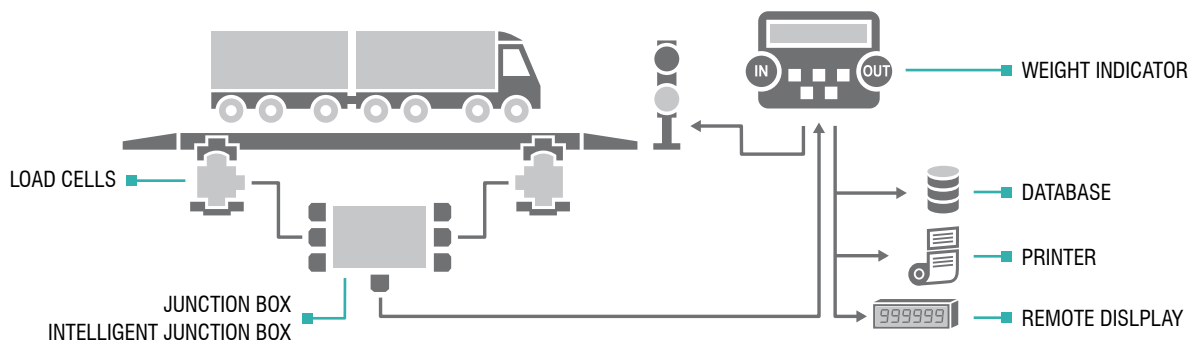 IN
OUT
WEIGHT INDICATOR
LOAD CELLS
DATABASE
PRINTER
JUNCTION BOX
INTELLIGENT JUNCTION BOX
999999
REMOTE DISLPLAY